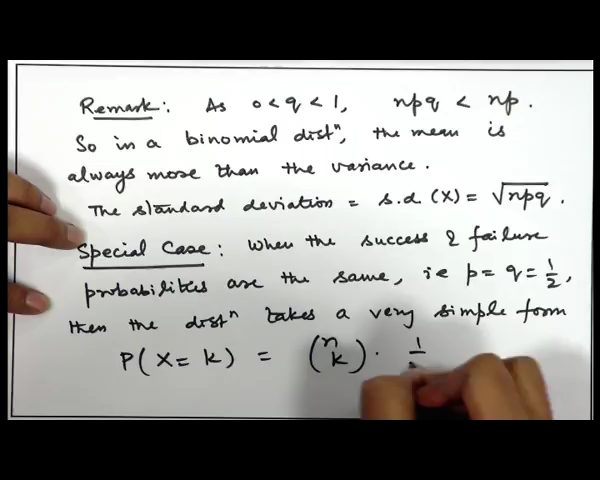 Remark: As 0 < q < 1, npq < np.
So in a binomial distⁿ, the mean is
always more than the variance.
The standard deviation = s.d. (X) = √npq.
Special Case: When the success & failure
probabilities are the same, ie p = q = 1/2,
then the distⁿ takes a very simple form
P(X = k) = (n k) · 1